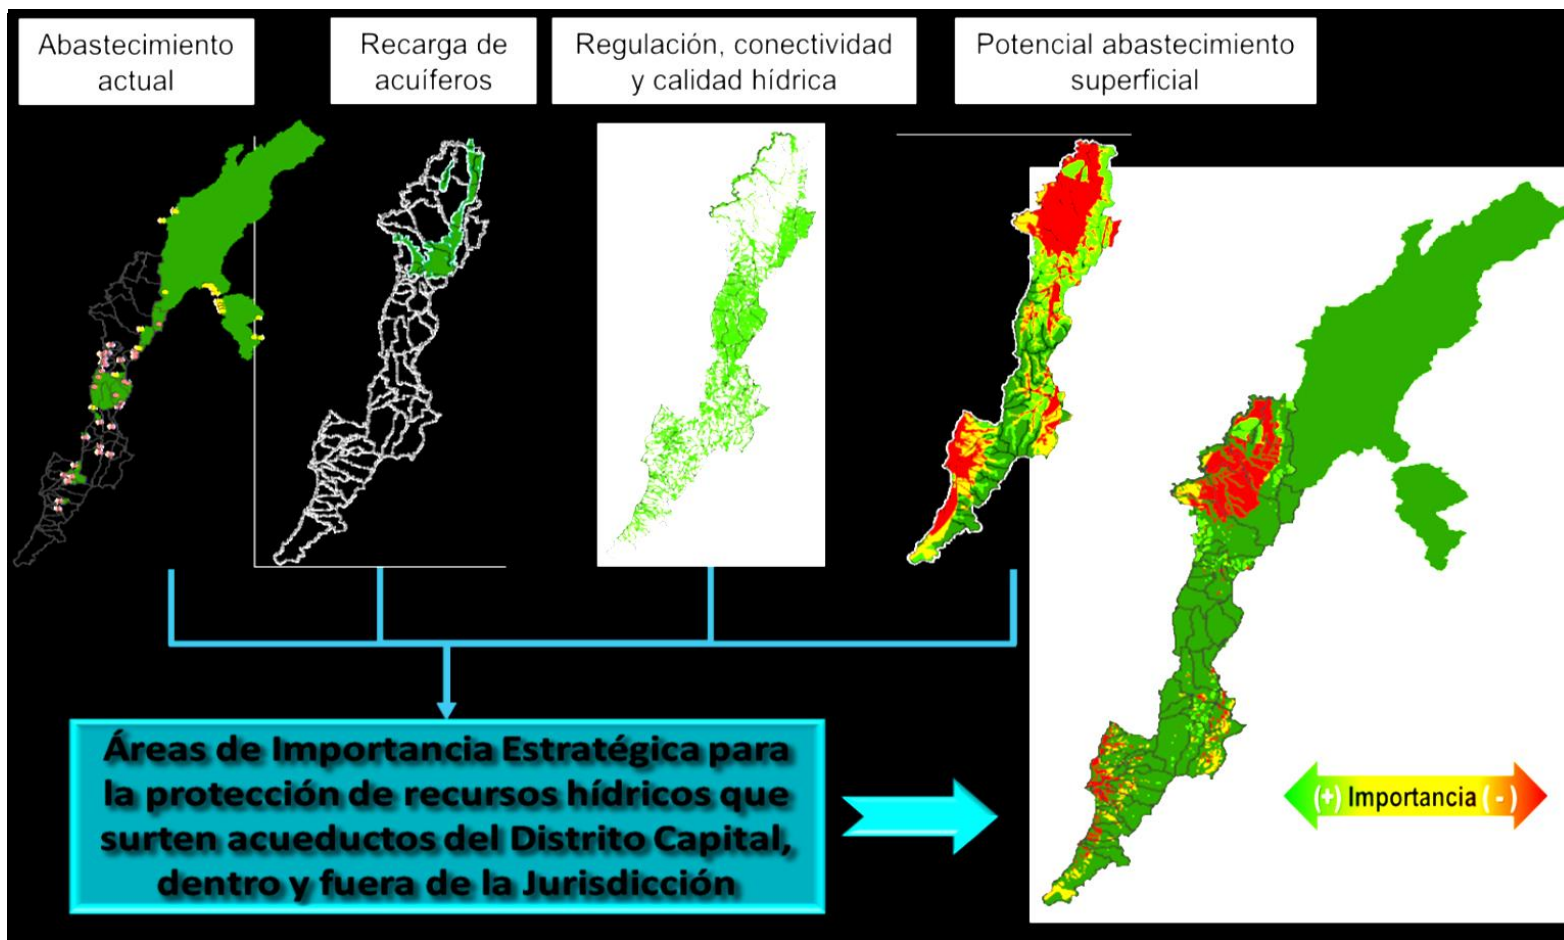 Abastecimiento
actual
Recarga de
acuíferos
Regulación, conectividad
y calidad hídrica
Potencial abastecimiento
superficial
Áreas de Importancia Estratégica para
la protección de recursos hídricos que
surten acueductos del Distrito Capital,
dentro y fuera de la Jurisdicción
(+) Importancia (-)